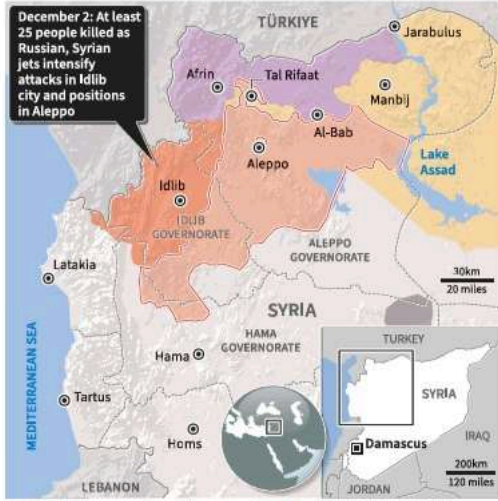 December 2: At least
25 people killed as
Russian, Syrian
jets intensify
attacks in Idlib
city and positions
in Aleppo
TÜRKIYE
Jarabulus
Afrin
Tal Rifaat
Manbij
Al-Bab
Aleppo
Lake
Assad
Idlib
IDLIB
GOVERNORATE
ALEPPO
GOVERNORATE
Latakia
30km
20 miles
SYRIA
HAMA
GOVERNORATE
Hama
MEDITERRANEAN SEA
Tartus
Homs
LEBANON
TURKEY
SYRIA
Damascus
IRAQ
JORDAN
200km
120 miles